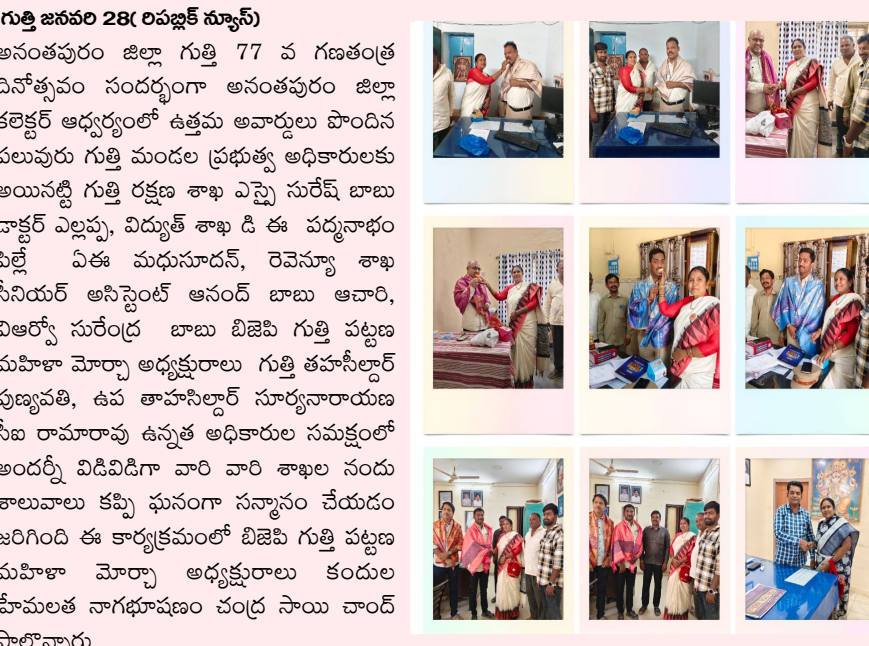 గుత్తి జనవరి 28( రిపబ్లిక్ న్యూస్)
అనంతపురం జిల్లా గుత్తి 77 వ గణతంత్ర
దినోత్సవం సందర్భంగా అనంతపురం జిల్లా
కలెక్టర్ ఆధ్వర్యంలో ఉత్తమ అవార్డులు పొందిన
పలువురు గుత్తి మండల ప్రభుత్వ అధికారులకు
అయినట్టి గుత్తి రక్షణ శాఖ ఎస్సై సురేష్ బాబు
డాక్టర్ ఎల్లప్ప, విద్యుత్ శాఖ డి ఈ పద్మనాభం
పిల్లే ఏఈ మధుసూదన్, రెవెన్యూ శాఖ
సీనియర్ అసిస్టెంట్ ఆనంద్ బాబు ఆచారి,
విఆర్వో సురేంద్ర బాబు బిజెపి గుత్తి పట్టణ
మహిళా మోర్చా అధ్యక్షురాలు గుత్తి తహసీల్దార్
పుణ్యవతి, ఉప తాహసిల్దార్ సూర్యనారాయణ
సీఐ రామారావు ఉన్నత అధికారుల సమక్షంలో
అందర్నీ విడివిడిగా వారి వారి శాఖల నందు
శాలువాలు కప్పి ఘనంగా సన్మానం చేయడం
జరిగింది ఈ కార్యక్రమంలో బిజెపి గుత్తి పట్టణ
మహిళా మోర్చా అధ్యక్షురాలు కందుల
హేమలత నాగభూషణం చంద్ర సాయి చాంద్
పాల్గొన్నారు